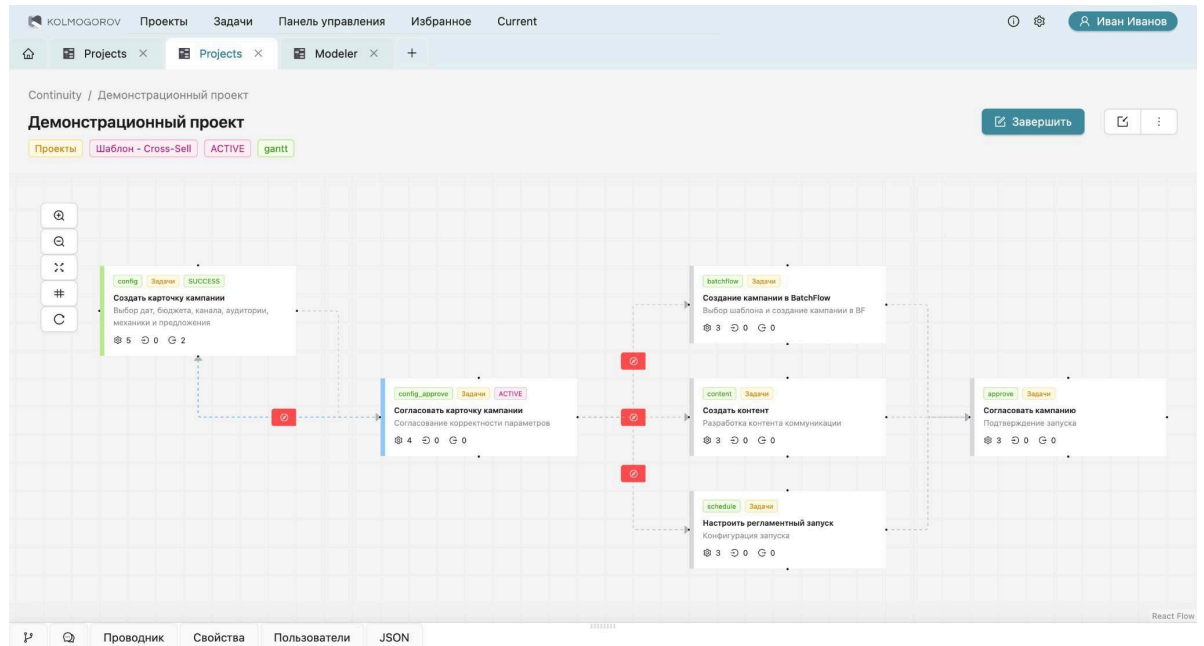 KOLMOGOROV Проекты Задачи Панель управления Избранное Current Иван Иванов
Projects Projects Modeler
Continuity / Демонстрационный проект
Демонстрационный проект
Завершить
Проекты Шаблон - Cross-Sell ACTIVE gantt
config Задачи SUCCESS
Создать карточку кампании
Выбор дат, бюджета, канала, аудитории,
механики и предложения
5 0 2
config_approve Задачи ACTIVE
Согласовать карточку кампании
Согласование корректности параметров
4 0 0
batchflow Задачи
Создание кампании в BatchFlow
Выбор шаблона и создание кампании в BF
3 0 0
content Задачи
Создать контент
Разработка контента коммуникации
3 0 0
schedule Задачи
Настроить регламентный запуск
Конфигурация запуска
3 0 0
approve Задачи
Согласовать кампанию
Подтверждение запуска
3 0 0
React Flow
Проводник Свойства Пользователи JSON